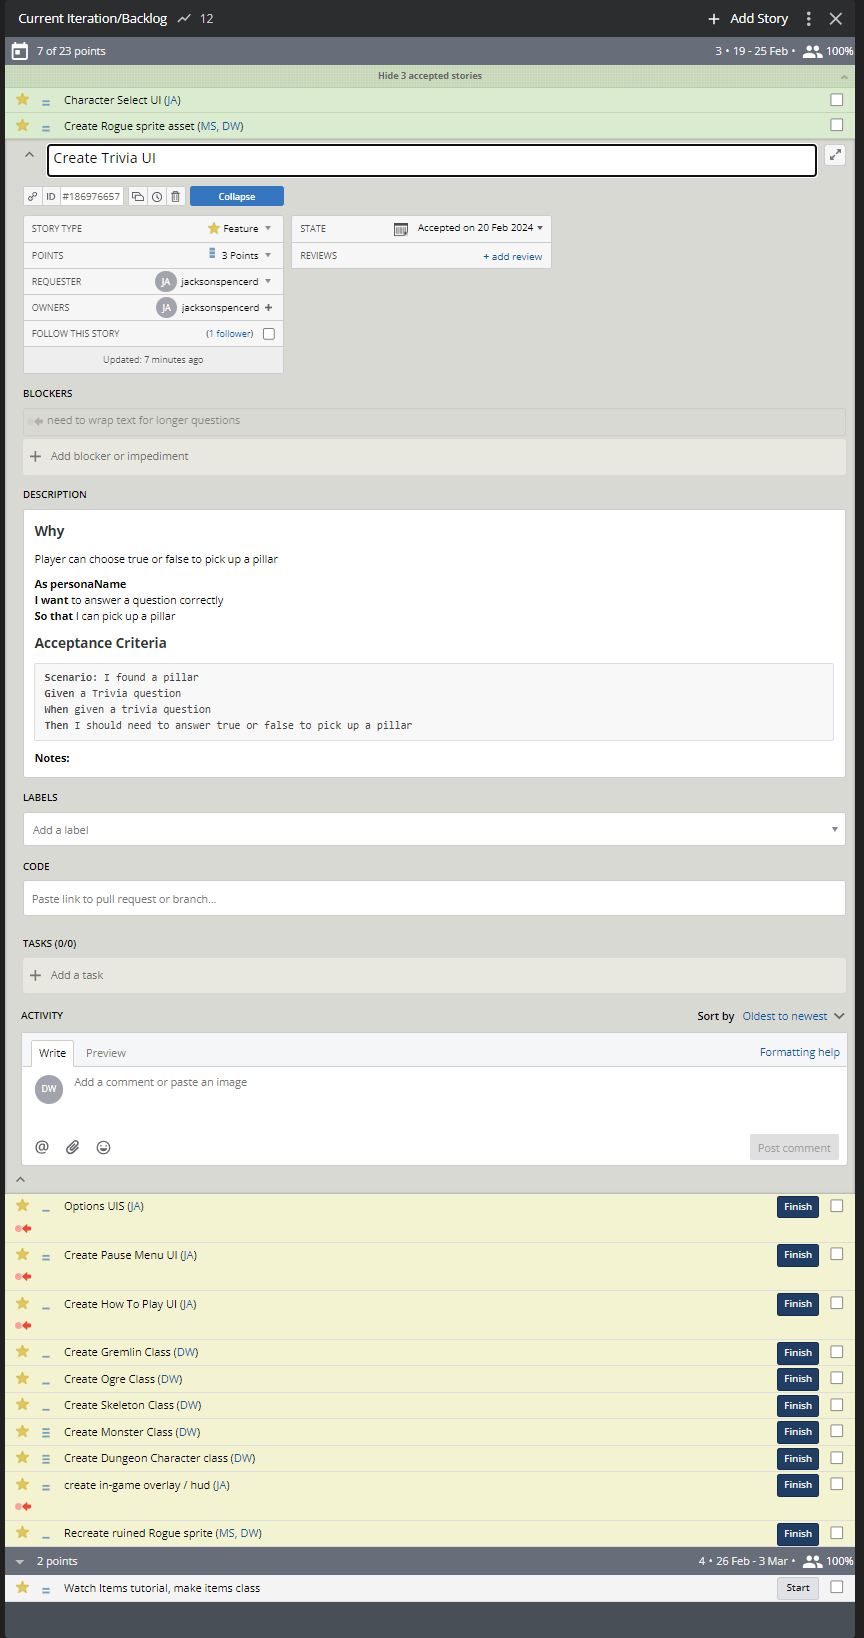 Current Iteration/Backlog 12 + Add Story
7 of 23 points 3 • 19 - 25 Feb • 100%
Hide 3 accepted stories
Character Select UI (JA)
Create Rogue sprite asset (MS, DW)
Create Trivia UI
ID #186976657 Collapse
STORY TYPE Feature
POINTS 3 Points
REQUESTER JA jacksonspencerd
OWNERS JA jacksonspencerd +
FOLLOW THIS STORY (1 follower)
Updated: 7 minutes ago
STATE Accepted on 20 Feb 2024
REVIEWS + add review
BLOCKERS
need to wrap text for longer questions
+ Add blocker or impediment
DESCRIPTION
Why
Player can choose true or false to pick up a pillar
As personaName
I want to answer a question correctly
So that I can pick up a pillar
Acceptance Criteria
Scenario: I found a pillar
Given a Trivia question
When given a trivia question
Then I should need to answer true or false to pick up a pillar
Notes:
LABELS
Add a label
CODE
Paste link to pull request or branch...
TASKS (0/0)
+ Add a task
ACTIVITY Sort by Oldest to newest
Write Preview Formatting help
DW Add a comment or paste an image
@ Post comment
Options UIS (JA) Finish
Create Pause Menu UI (JA) Finish
Create How To Play UI (JA) Finish
Create Gremlin Class (DW) Finish
Create Ogre Class (DW) Finish
Create Skeleton Class (DW) Finish
Create Monster Class (DW) Finish
Create Dungeon Character class (DW) Finish
create in-game overlay / hud (JA) Finish
Recreate ruined Rogue sprite (MS, DW) Finish
2 points 4 • 26 Feb - 3 Mar • 100%
Watch Items tutorial, make items class Start